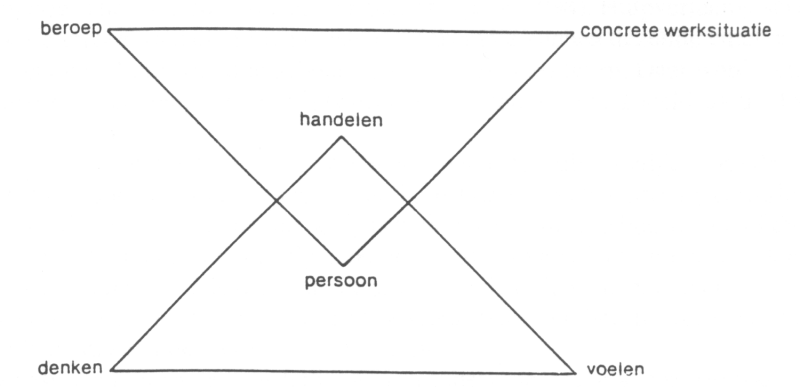 beroep
concrete werksituatie
handelen
persoon
denken
voelen